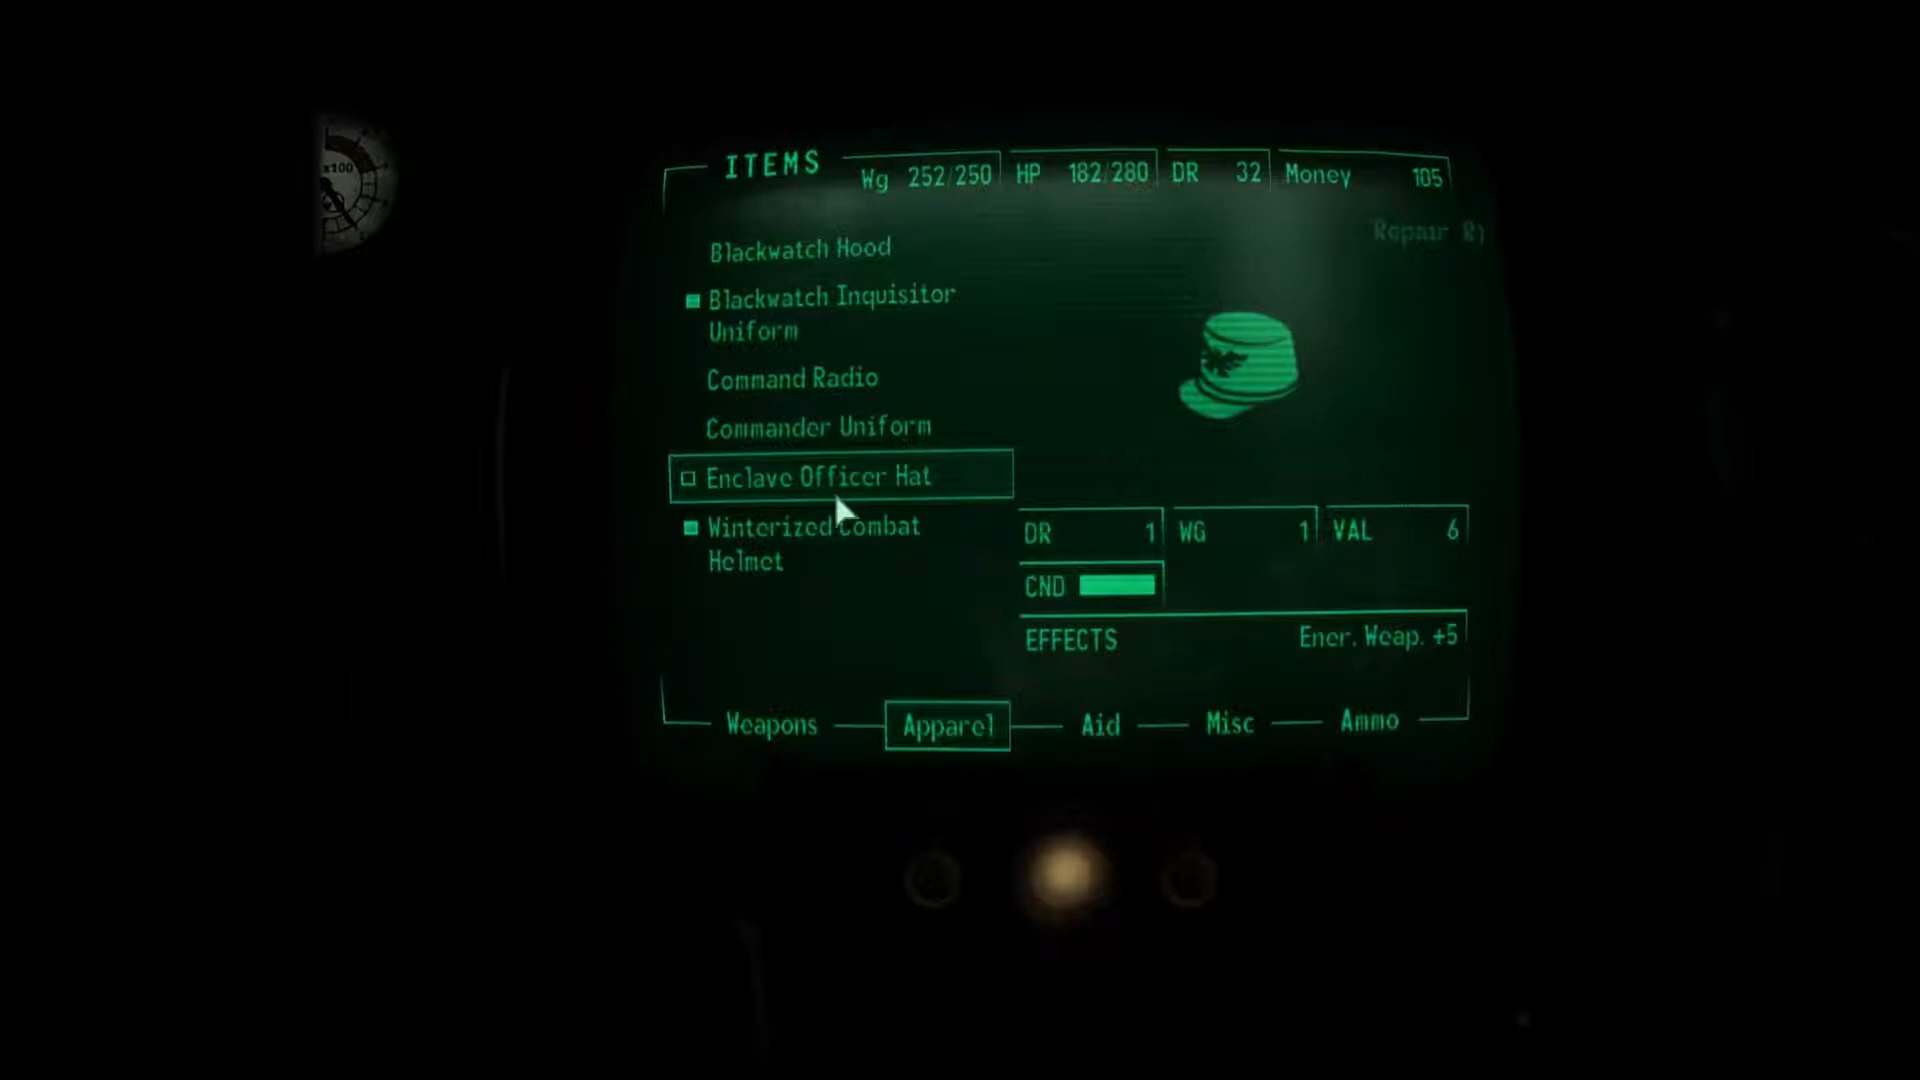 x100
ITEMS
Wg 252/250
HP 182/280
DR 32
Money 105
Repair R)
Blackwatch Hood
Blackwatch Inquisitor
Uniform
Command Radio
Commander Uniform
Enclave Officer Hat
Winterized Combat
Helmet
DR 1
WG 1
VAL 6
CND
EFFECTS Ener. Weap. +5
Weapons Apparel Aid Misc Ammo